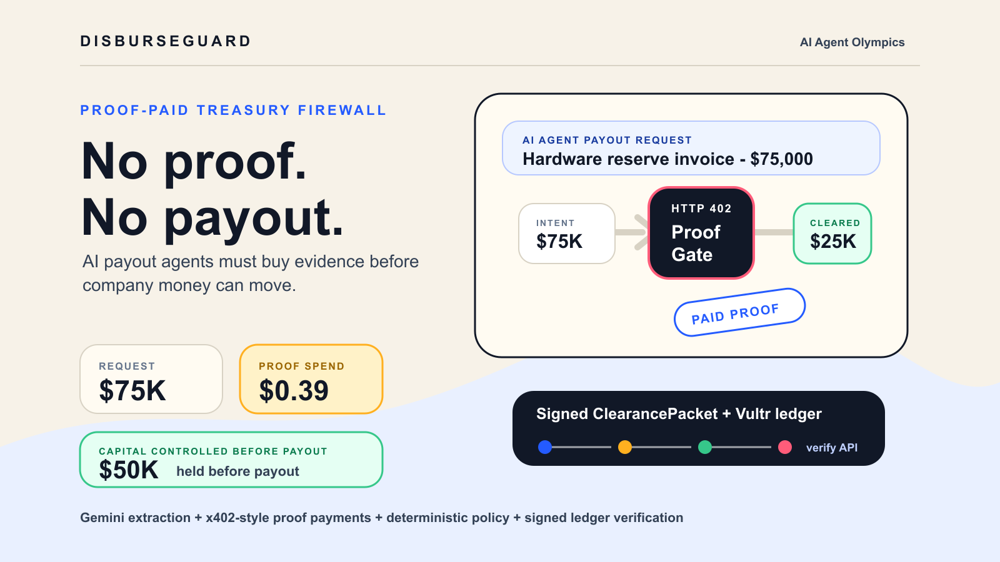 DISBURSEGUARD
AI Agent Olympics
PROOF-PAID TREASURY FIREWALL
No proof.
No payout.
AI payout agents must buy evidence before
company money can move.
REQUEST
$75K
PROOF SPEND
$0.39
CAPITAL CONTROLLED BEFORE PAYOUT
$50K held before payout
AI AGENT PAYOUT REQUEST
Hardware reserve invoice - $75,000
INTENT
$75K
HTTP 402
Proof
Gate
CLEARED
$25K
PAID PROOF
Signed ClearancePacket + Vultr ledger
verify API
Gemini extraction + x402-style proof payments + deterministic policy + signed ledger verification